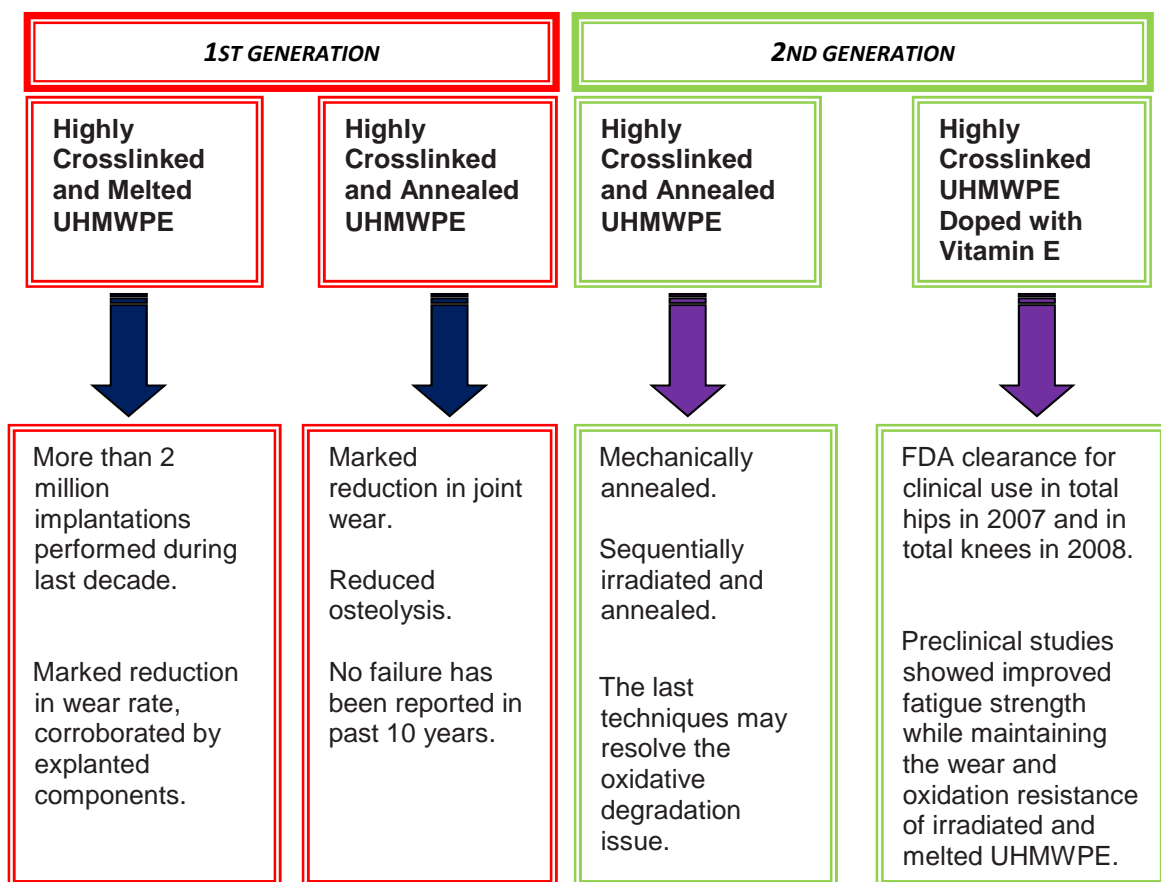 1ST GENERATION
2ND GENERATION
Highly
Crosslinked
and Melted
UHMWPE
Highly
Crosslinked
and Annealed
UHMWPE
Highly
Crosslinked
and Annealed
UHMWPE
Highly
Crosslinked
UHMWPE
Doped with
Vitamin E
More than 2
million
implantations
performed during
last decade.
Marked reduction
in wear rate,
corroborated by
explanted
components.
Marked
reduction in joint
wear.
Reduced
osteolysis.
No failure has
been reported in
past 10 years.
Mechanically
annealed.
Sequentially
irradiated and
annealed.
The last
techniques may
resolve the
oxidative
degradation
issue.
FDA clearance for
clinical use in total
hips in 2007 and in
total knees in 2008.
Preclinical studies
showed improved
fatigue strength
while maintaining
the wear and
oxidation resistance
of irradiated and
melted UHMWPE.